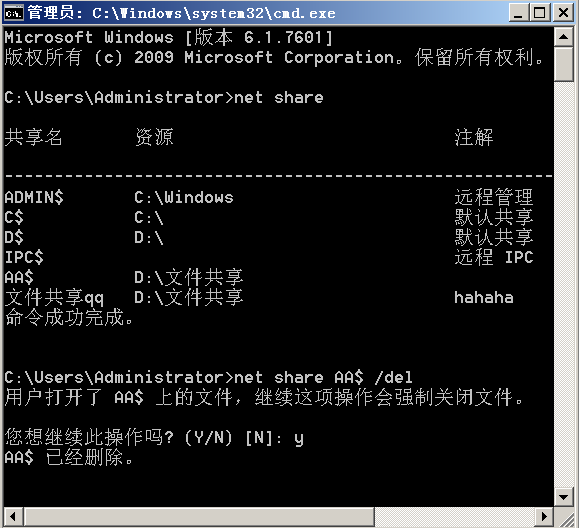 管理员: C:\Windows\system32\cmd.exe
Microsoft Windows [版本 6.1.7601]
版权所有 (c) 2009 Microsoft Corporation。保留所有权利。
C:\Users\Administrator>net share
共享名 资源 注解
-------------------------------------------------------------------------------
ADMIN$ C:\Windows 远程管理
C$ C:\ 默认共享
D$ D:\ 默认共享
IPC$ 远程 IPC
AA$ D:\文件共享
文件共享qq D:\文件共享 hahaha
命令成功完成。
C:\Users\Administrator>net share AA$ /del
用户打开了 AA$ 上的文件，继续这项操作会强制关闭文件。
您想继续此操作吗? (Y/N) [N]: y
AA$ 已经删除。